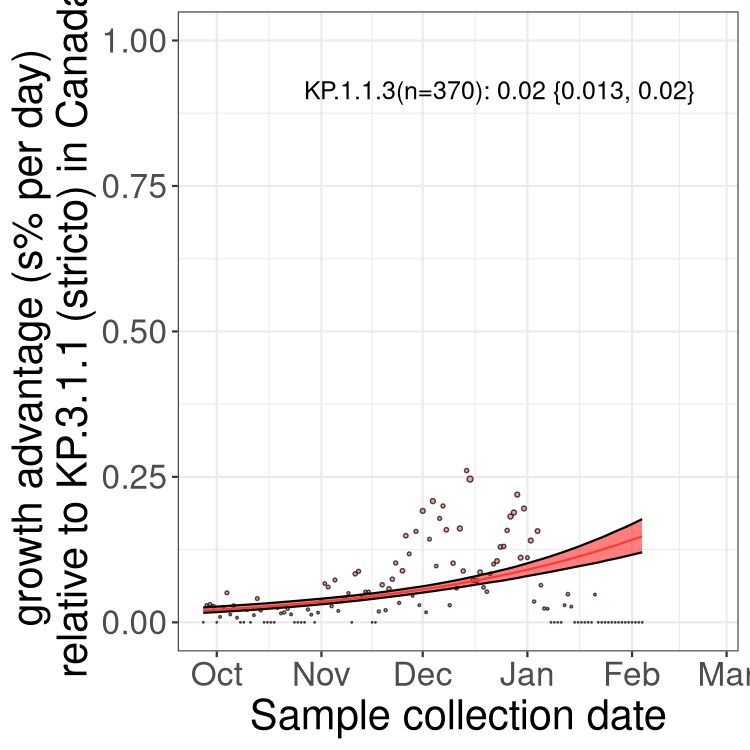 growth advantage (s% per day)
relative to KP.3.1.1 (stricto) in Canada
1.00
0.75
0.50
0.25
0.00
KP.1.1.3(n=370): 0.02 {0.013, 0.02}
Oct Nov Dec Jan Feb Mar
Sample collection date